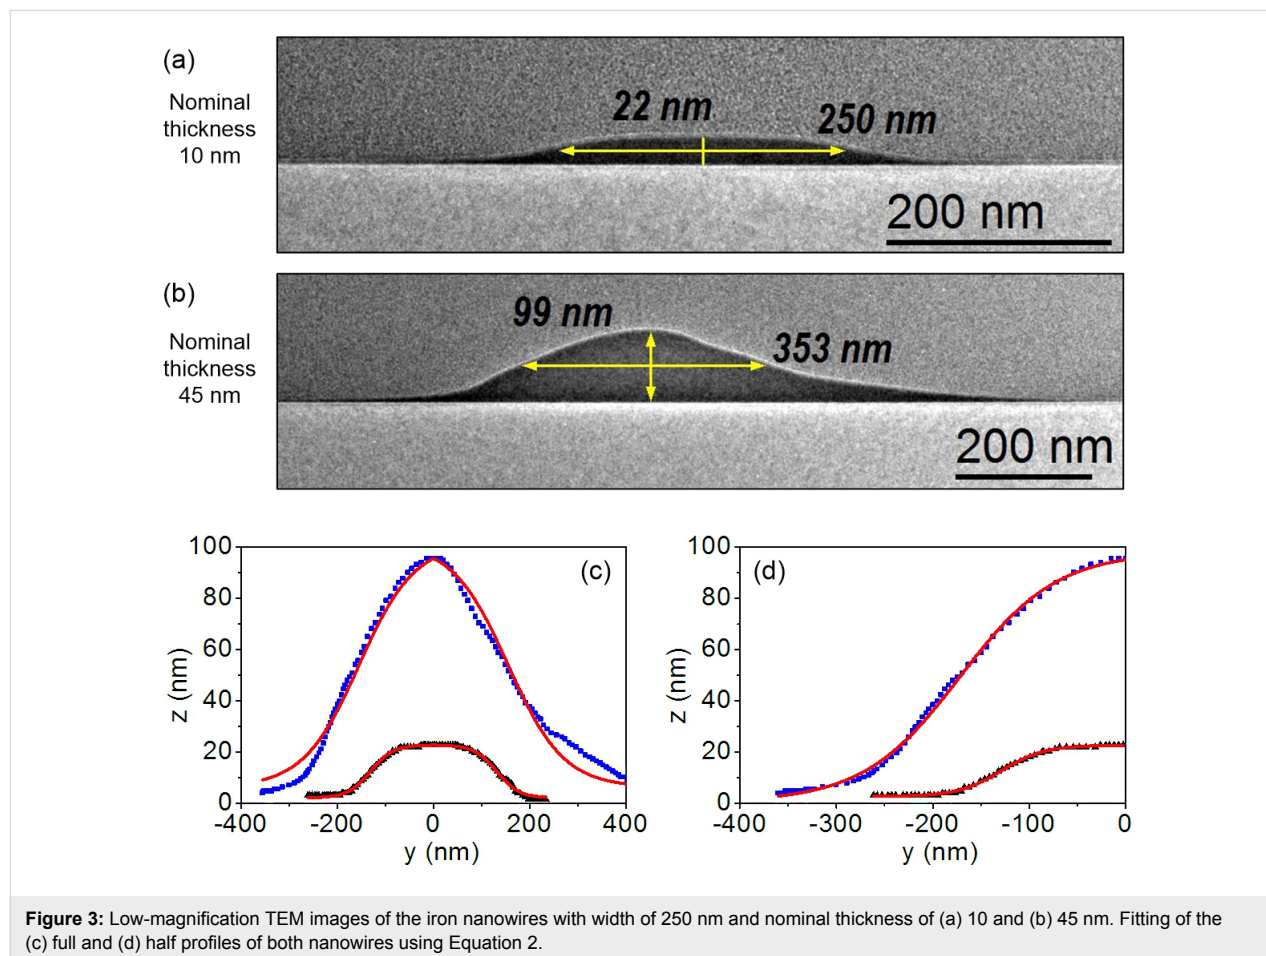 (a)
Nominal
thickness
10 nm
22 nm
250 nm
200 nm
(b)
Nominal
thickness
45 nm
99 nm
353 nm
200 nm
100
80
60
40
20
0
z (nm)
(c)
-400 -200 0 200 400
y (nm)
100
80
60
40
20
0
z (nm)
(d)
-400 -300 -200 -100 0
y (nm)
Figure 3: Low-magnification TEM images of the iron nanowires with width of 250 nm and nominal thickness of (a) 10 and (b) 45 nm. Fitting of the
(c) full and (d) half profiles of both nanowires using Equation 2.